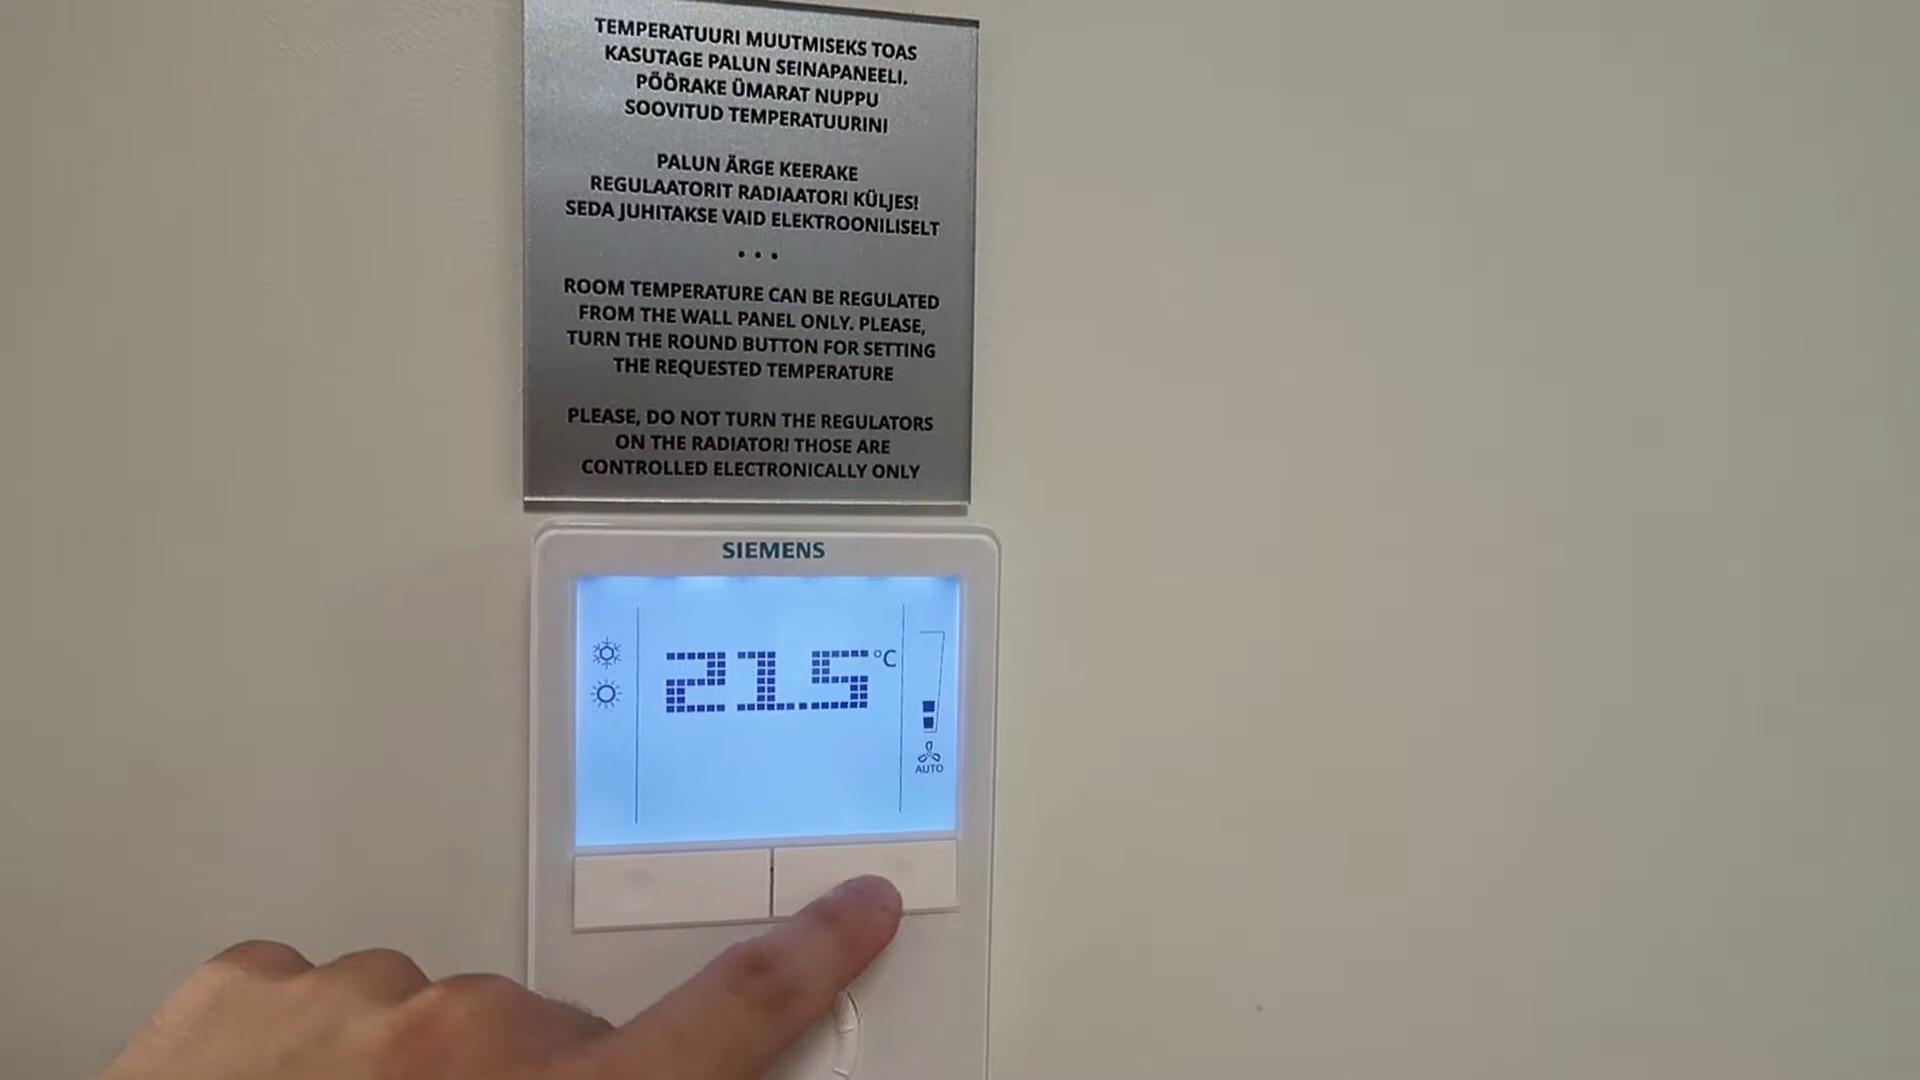 TEMPERATUURI MUUTMISEKS TOAS
KASUTAGE PALUN SEINAPANEELI.
PÖÖRAKE ÜMARAT NUPPU
SOOVITUD TEMPERATUURINI
PALUN ÄRGE KEERAKE
REGULAATORIT RADIAATORI KÜLJES!
SEDA JUHITAKSE VAID ELEKTROONILISELT
• • •
ROOM TEMPERATURE CAN BE REGULATED
FROM THE WALL PANEL ONLY. PLEASE,
TURN THE ROUND BUTTON FOR SETTING
THE REQUESTED TEMPERATURE
PLEASE, DO NOT TURN THE REGULATORS
ON THE RADIATOR! THOSE ARE
CONTROLLED ELECTRONICALLY ONLY
SIEMENS
21.5 °C
AUTO